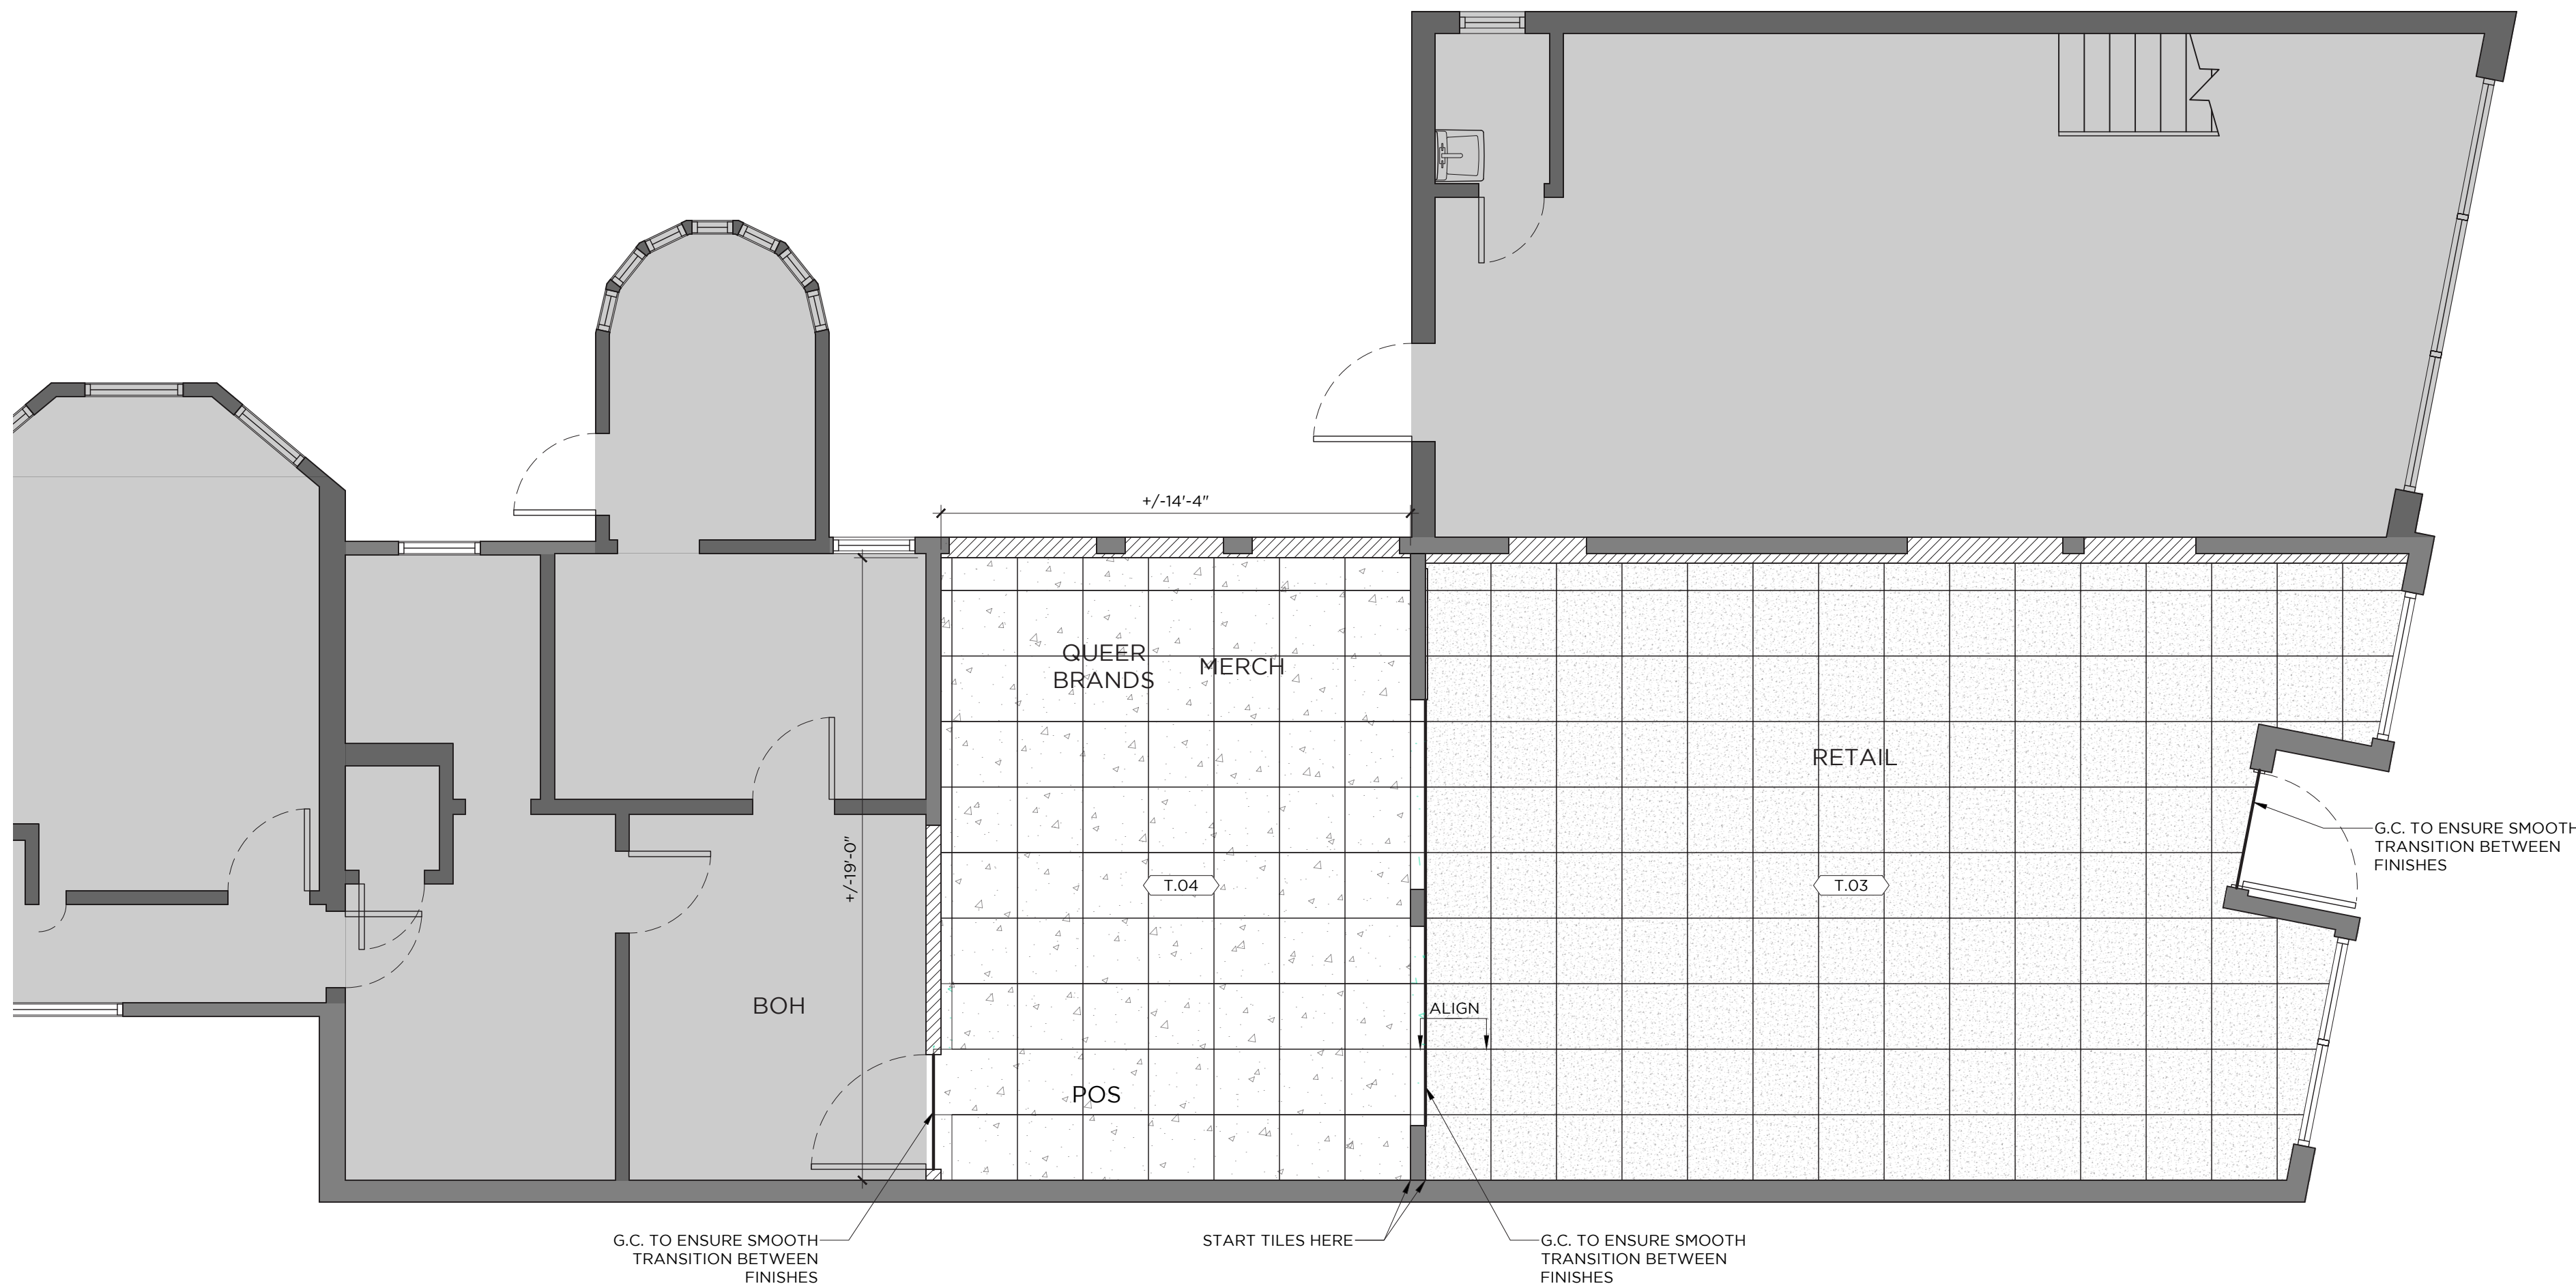 +/-14'-4"
QUEER
BRANDS
MERCH
RETAIL
G.C. TO ENSURE SMOOTH
TRANSITION BETWEEN
FINISHES
+/-19'-0"
T.04
T.03
BOH
ALIGN
POS
G.C. TO ENSURE SMOOTH
TRANSITION BETWEEN
FINISHES
START TILES HERE
G.C. TO ENSURE SMOOTH
TRANSITION BETWEEN
FINISHES